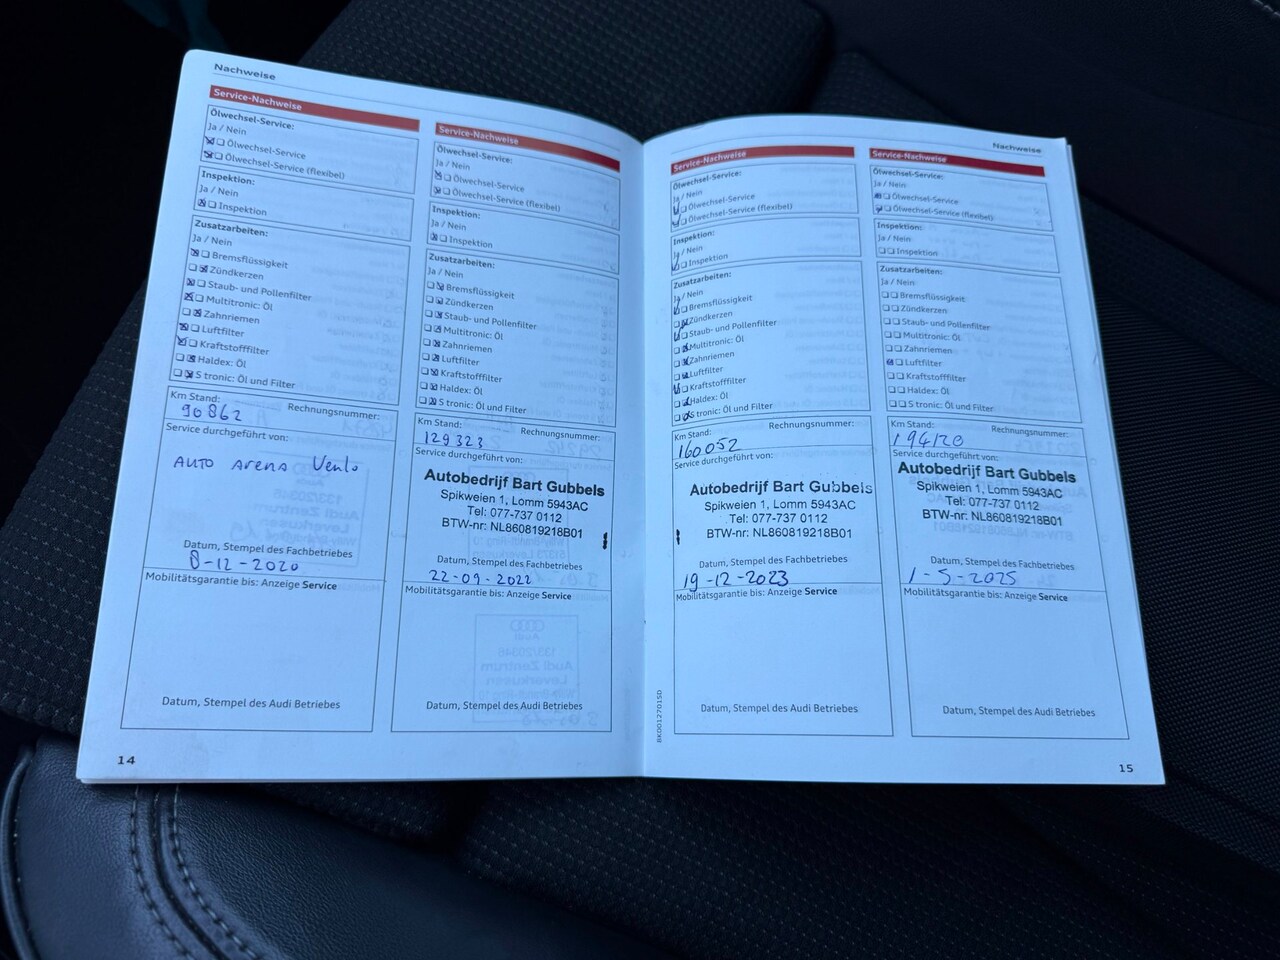 Nachweise
Service-Nachweise
Ölwechsel-Service:
Ja / Nein
Ölwechsel-Service
Ölwechsel-Service (flexibel)
Inspektion:
Ja / Nein
Inspektion
Zusatzarbeiten:
Ja / Nein
Bremsflüssigkeit
Zündkerzen
Staub- und Pollenfilter
Multitronic: Öl
Zahnriemen
Luftfilter
Kraftstofffilter
Haldex: Öl
S tronic: Öl und Filter
Km Stand:
Rechnungsnummer:
90862
Service durchgeführt von:
AUTO Arena Venlo
Datum, Stempel des Fachbetriebes
8-12-2020
Mobilitätsgarantie bis: Anzeige Service
Datum, Stempel des Audi Betriebes
14
Service-Nachweise
Ölwechsel-Service:
Ja / Nein
Ölwechsel-Service
Ölwechsel-Service (flexibel)
Inspektion:
Ja / Nein
Inspektion
Zusatzarbeiten:
Ja / Nein
Bremsflüssigkeit
Zündkerzen
Staub- und Pollenfilter
Multitronic: Öl
Zahnriemen
Luftfilter
Kraftstofffilter
Haldex: Öl
S tronic: Öl und Filter
Km Stand:
Rechnungsnummer:
129323
Service durchgeführt von:
Autobedrijf Bart Gubbels
Spikweien 1, Lomm 5943AC
Tel: 077-737 0112
BTW-nr: NL860819218B01
Datum, Stempel des Fachbetriebes
22-09-2022
Mobilitätsgarantie bis: Anzeige Service
Datum, Stempel des Audi Betriebes
Nachweise
Service-Nachweise
Ölwechsel-Service:
Ja / Nein
Ölwechsel-Service
Ölwechsel-Service (flexibel)
Inspektion:
Ja / Nein
Inspektion
Zusatzarbeiten:
Ja / Nein
Bremsflüssigkeit
Zündkerzen
Staub- und Pollenfilter
Multitronic: Öl
Zahnriemen
Luftfilter
Kraftstofffilter
Haldex: Öl
S tronic: Öl und Filter
Km Stand:
Rechnungsnummer:
160052
Service durchgeführt von:
Autobedrijf Bart Gubbels
Spikweien 1, Lomm 5943AC
Tel: 077-737 0112
BTW-nr: NL860819218B01
Datum, Stempel des Fachbetriebes
19-12-2023
Mobilitätsgarantie bis: Anzeige Service
Datum, Stempel des Audi Betriebes
Service-Nachweise
Ölwechsel-Service:
Ja / Nein
Ölwechsel-Service
Ölwechsel-Service (flexibel)
Inspektion:
Ja / Nein
Inspektion
Zusatzarbeiten:
Ja / Nein
Bremsflüssigkeit
Zündkerzen
Staub- und Pollenfilter
Multitronic: Öl
Zahnriemen
Luftfilter
Kraftstofffilter
Haldex: Öl
S tronic: Öl und Filter
Km Stand:
Rechnungsnummer:
194120
Service durchgeführt von:
Autobedrijf Bart Gubbels
Spikweien 1, Lomm 5943AC
Tel: 077-737 0112
BTW-nr: NL860819218B01
Datum, Stempel des Fachbetriebes
1-5-2025
Mobilitätsgarantie bis: Anzeige Service
Datum, Stempel des Audi Betriebes
15